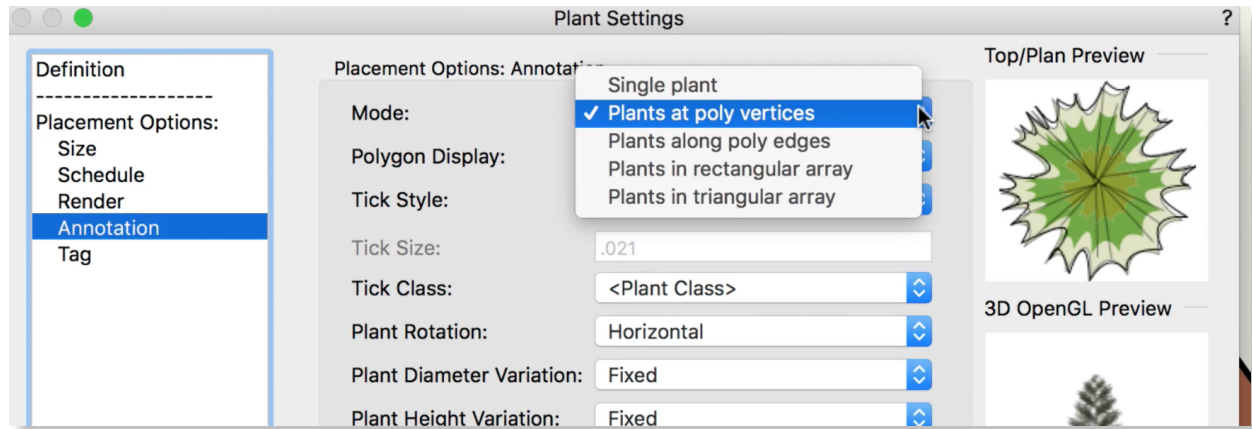 Plant Settings
?
Definition
-------------------
Placement Options:
Size
Schedule
Render
Annotation
Tag
Placement Options: Annotation
Mode:
Single plant
✓ Plants at poly vertices
Plants along poly edges
Plants in rectangular array
Plants in triangular array
Polygon Display:
Tick Style:
Tick Size:
.021
Tick Class:
<Plant Class>
Plant Rotation:
Horizontal
Plant Diameter Variation:
Fixed
Plant Height Variation:
Fixed
Top/Plan Preview
3D OpenGL Preview